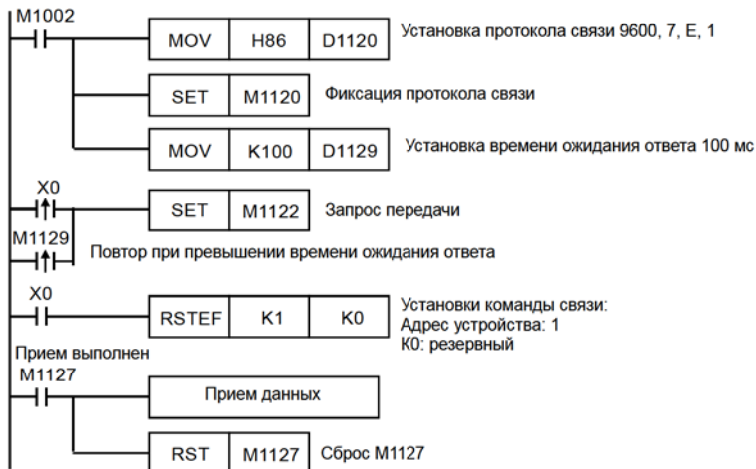 M1002
MOV H86 D1120 Установка протокола связи 9600, 7, E, 1
SET M1120 Фиксация протокола связи
MOV K100 D1129 Установка времени ожидания ответа 100 мс
X0
SET M1122 Запрос передачи
M1129
Повтор при превышении времени ожидания ответа
X0
RSTEF K1 K0 Установки команды связи:
Адрес устройства: 1
K0: резервный
Прием выполнен
M1127
Прием данных
RST M1127 Сброс M1127